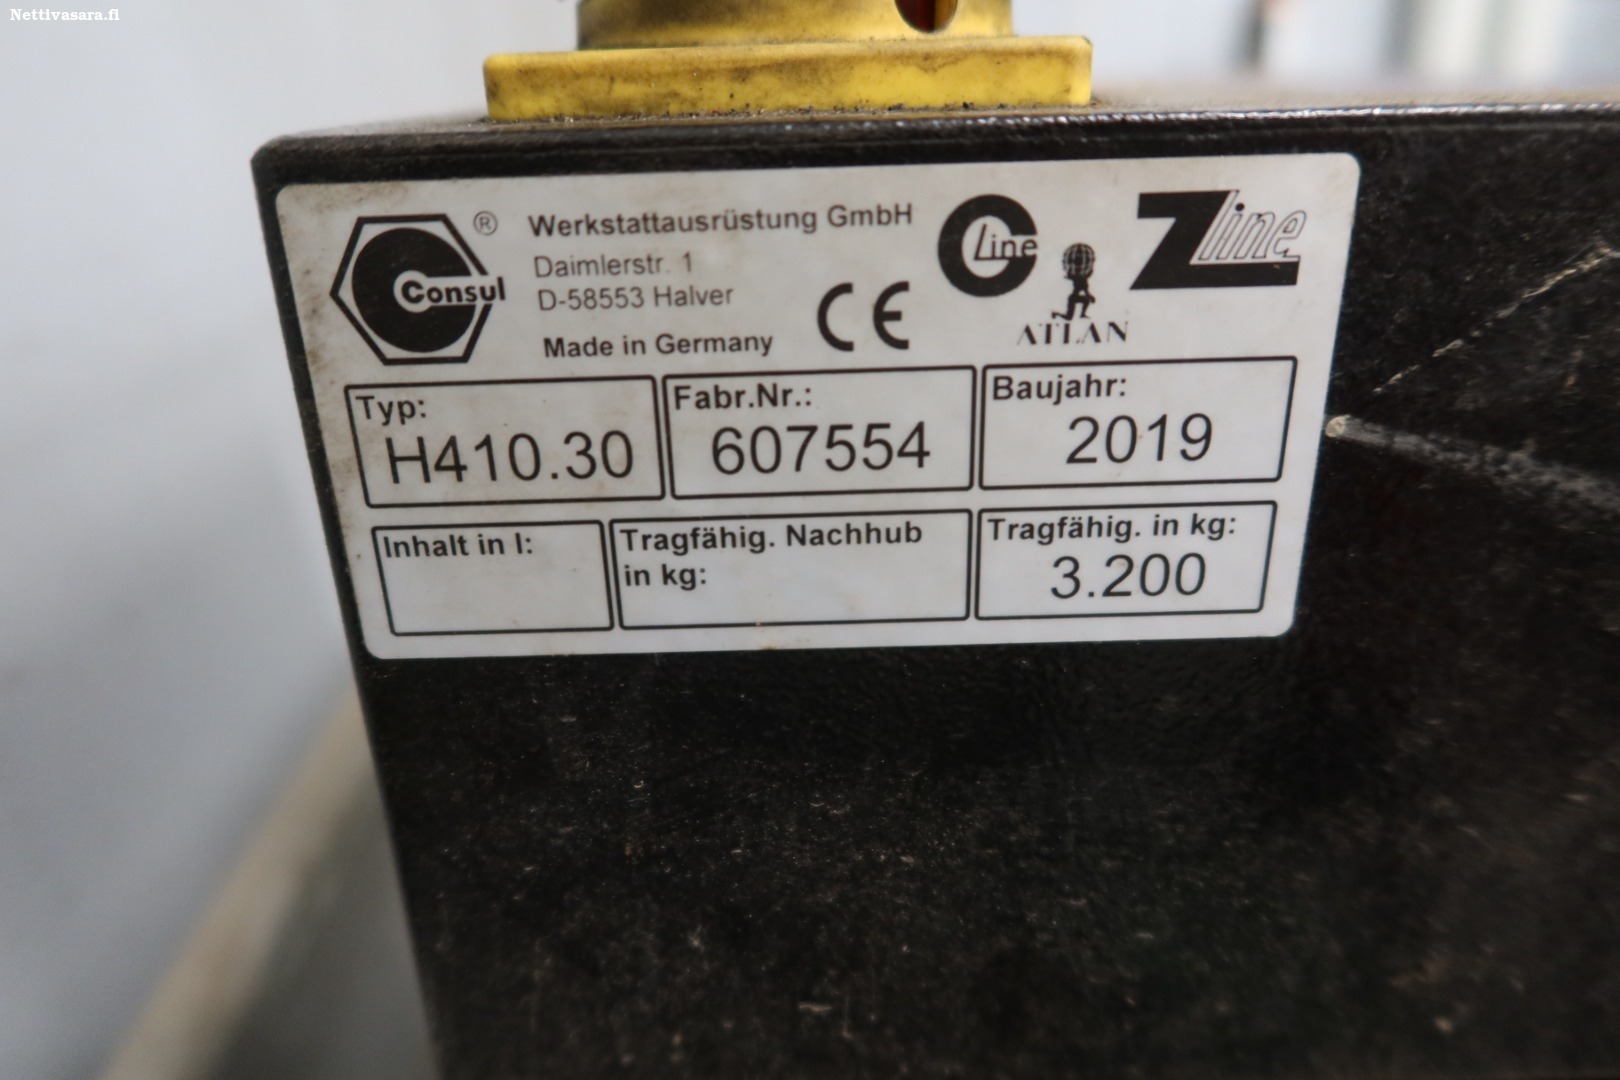 Nettivasara.fi
Consul ®
Werkstattausrüstung GmbH
Daimlerstr. 1
D-58553 Halver
Made in Germany
CE
C Line
ATLAN
Z Line
Typ:
H410.30
Fabr.Nr.:
607554
Baujahr:
2019
Inhalt in l:
Tragfähig. Nachhub
in kg:
Tragfähig. in kg:
3.200